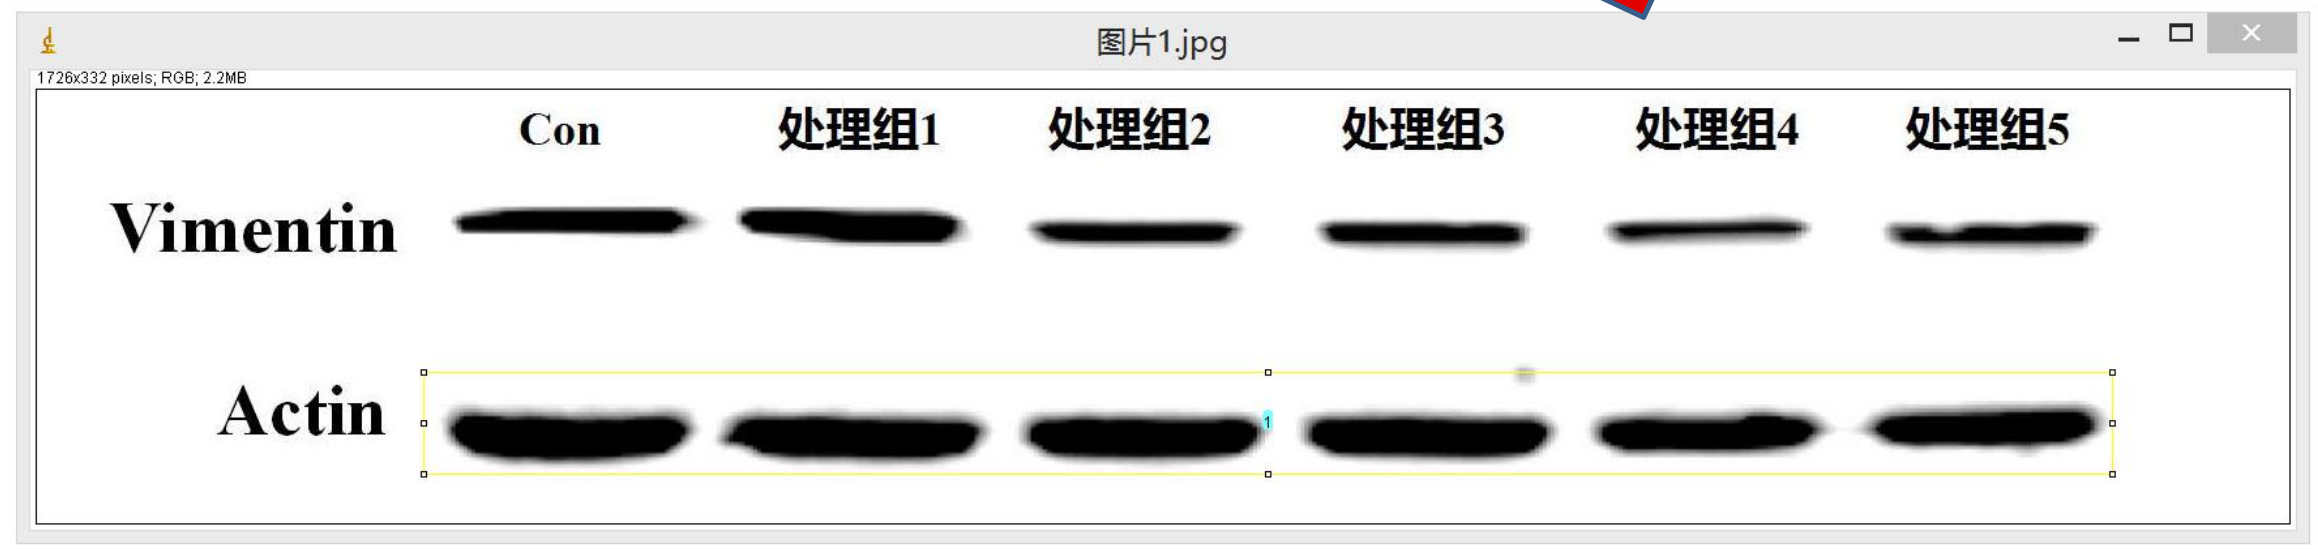 图片1.jpg
1726x332 pixels; RGB; 2.2MB
Con 处理组1 处理组2 处理组3 处理组4 处理组5
Vimentin
Actin
1